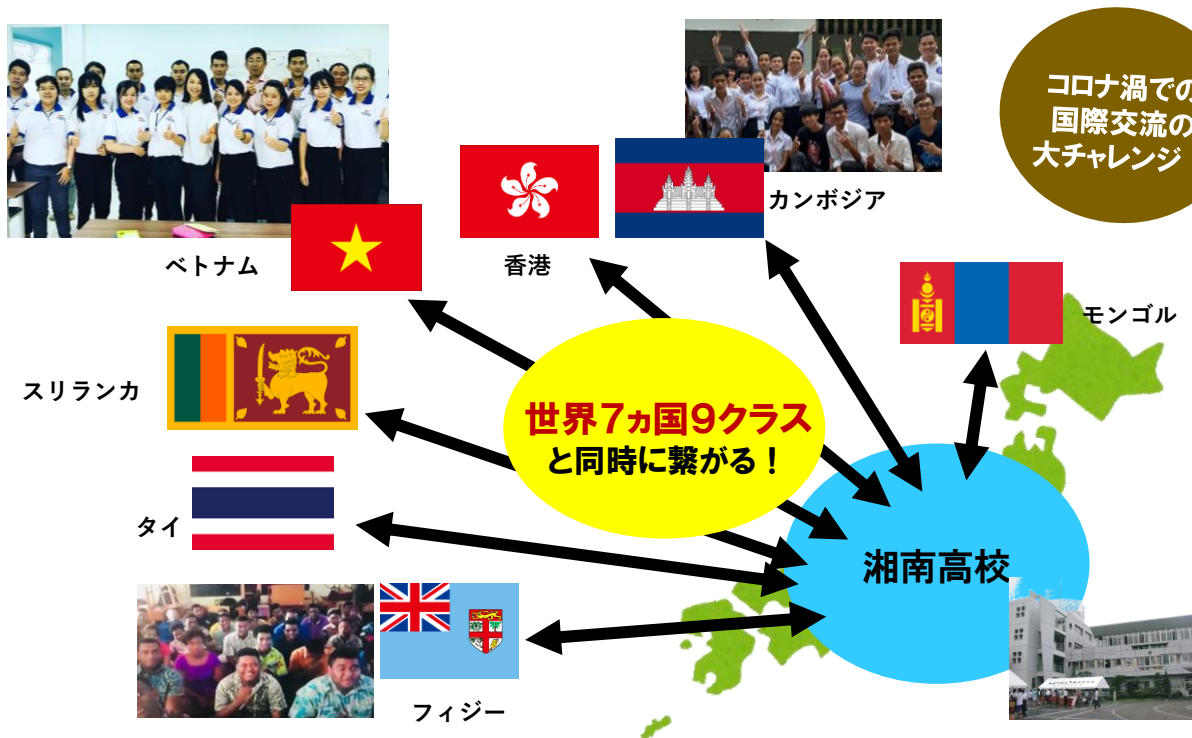 コロナ渦での
国際交流の
大チャレンジ
カンボジア
ベトナム
香港
モンゴル
スリランカ
世界7ヵ国9クラス
と同時に繋がる！
タイ
湘南高校
フィジー